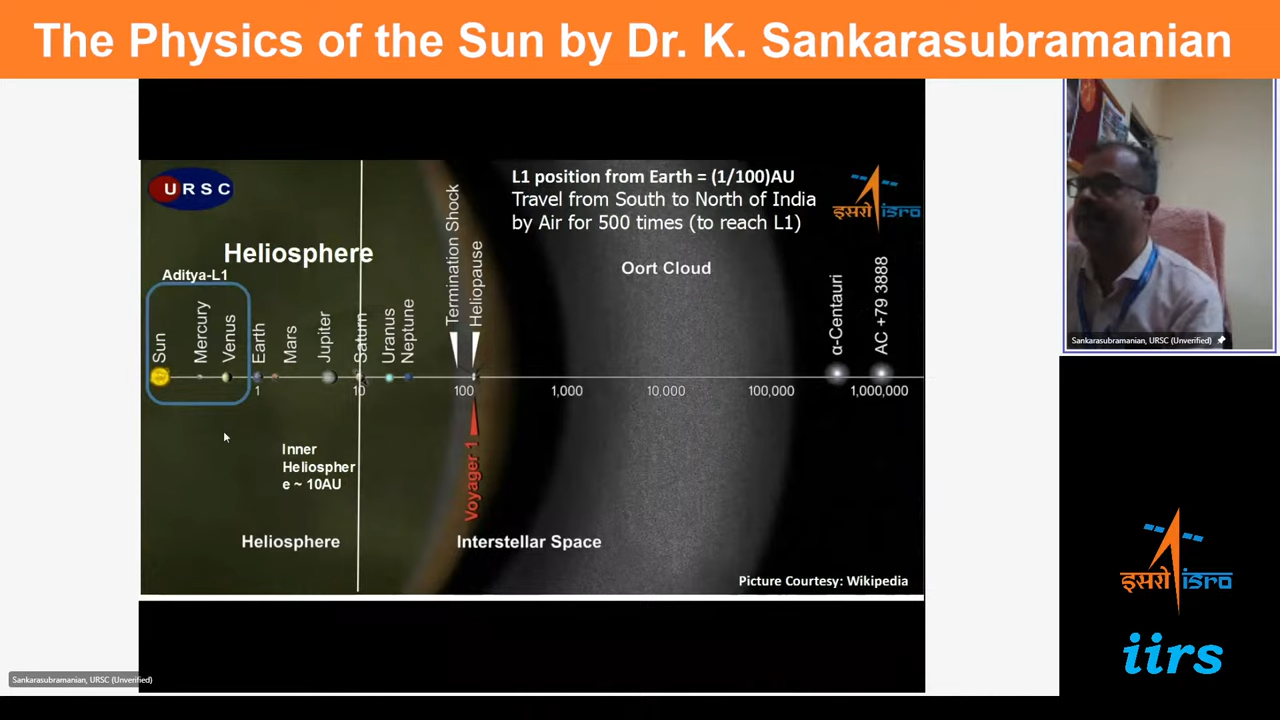 The Physics of the Sun by Dr. K. Sankarasubramanian
URSC
L1 position from Earth = (1/100)AU
Travel from South to North of India
by Air for 500 times (to reach L1)
इसरो isro
Heliosphere
Aditya-L1
Oort Cloud
Sun
Mercury
Venus
Earth
Mars
Jupiter
Saturn
Uranus
Neptune
Termination Shock
Heliopause
α-Centauri
AC +79 3888
1
10
100
1,000
10,000
100,000
1,000,000
Inner
Heliospher
e ~ 10AU
Voyager 1
Heliosphere
Interstellar Space
Picture Courtesy: Wikipedia
Sankarasubramanian, URSC (Unverified)
इसरो isro
iirs
Sankarasubramanian, URSC (Unverified)